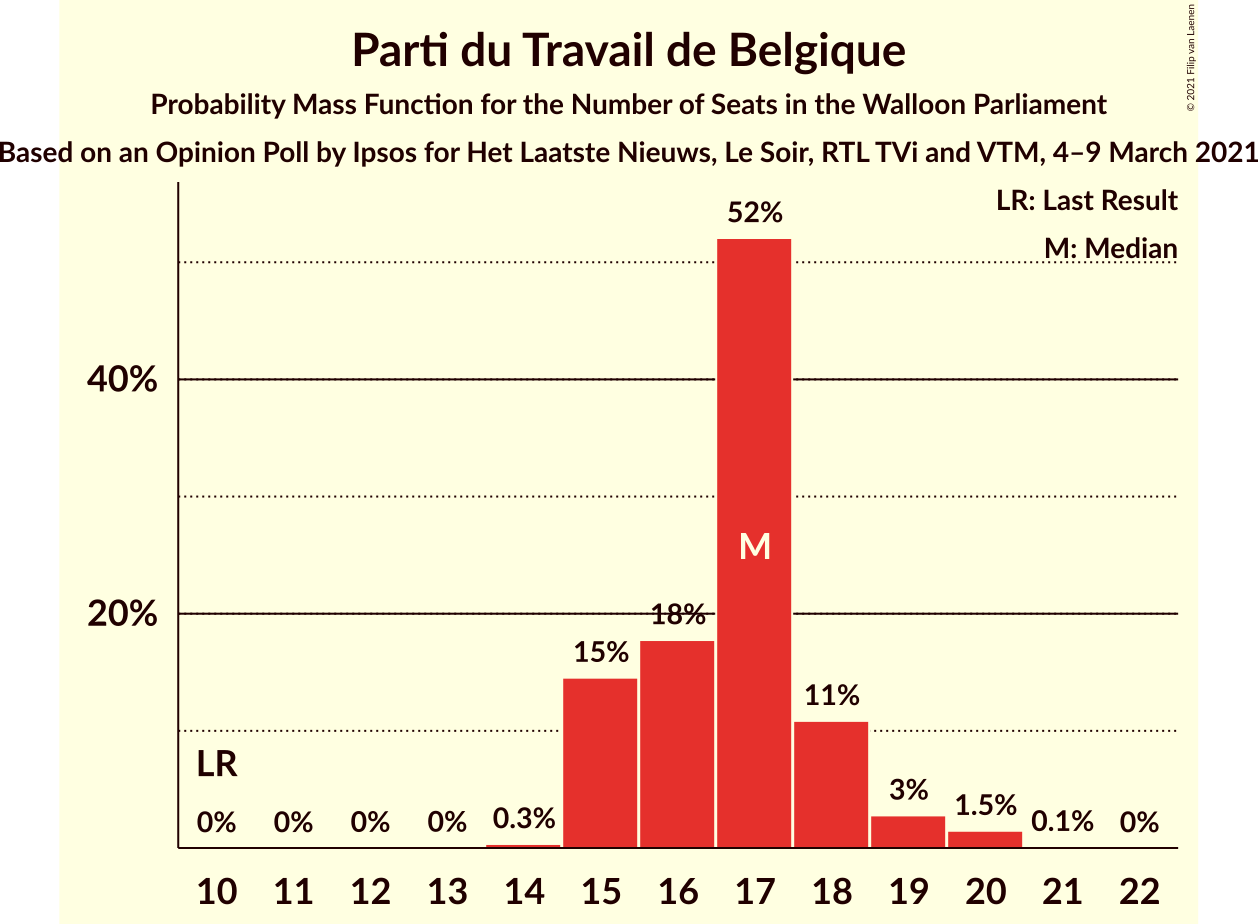 Parti du Travail de Belgique
Probability Mass Function for the Number of Seats in the Walloon Parliament
Based on an Opinion Poll by Ipsos for Het Laatste Nieuws, Le Soir, RTL TVi and VTM, 4–9 March 2021
© 2021 Filip van Laenen
LR: Last Result
M: Median
52%
40%
M
20%
18%
15%
11%
LR
0%
0%
0%
0%
0.3%
3%
1.5%
0.1%
0%
10 11 12 13 14 15 16 17 18 19 20 21 22